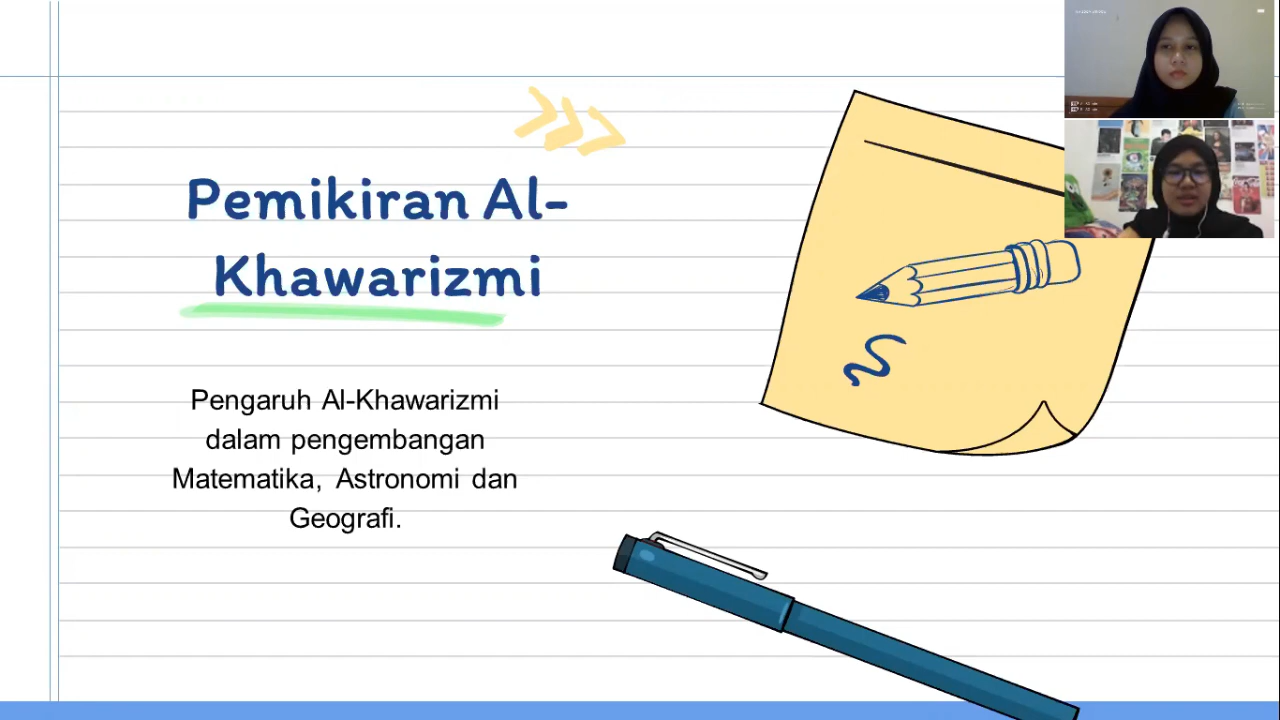 Pemikiran Al-
Khawarizmi
Pengaruh Al-Khawarizmi
dalam pengembangan
Matematika, Astronomi dan
Geografi.